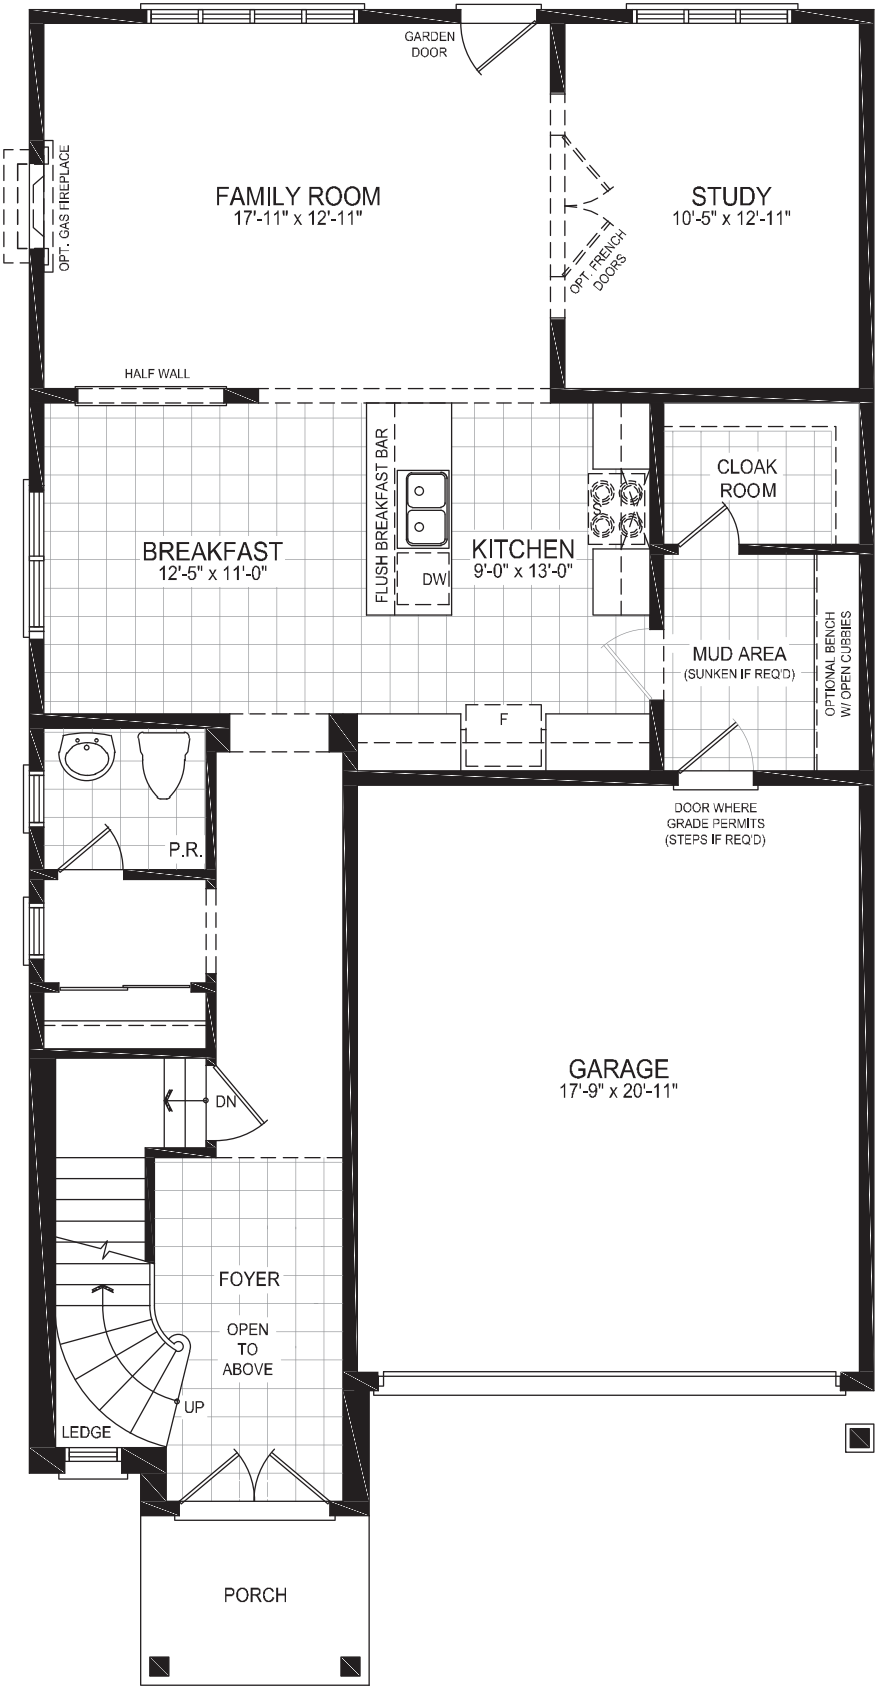 GARDEN
DOOR
OPT. GAS FIREPLACE
FAMILY ROOM
17'-11" x 12'-11"
STUDY
10'-5" x 12'-11"
OPT. FRENCH
DOORS
HALF WALL
FLUSH BREAKFAST BAR
CLOAK
ROOM
S
BREAKFAST
12'-5" x 11'-0"
KITCHEN
9'-0" x 13'-0"
DW
MUD AREA
(SUNKEN IF REQ'D)
OPTIONAL BENCH
W/ OPEN CUBBIES
F
DOOR WHERE
GRADE PERMITS
(STEPS IF REQ'D)
P.R.
GARAGE
17'-9" x 20'-11"
DN
FOYER
OPEN
TO
ABOVE
UP
LEDGE
PORCH